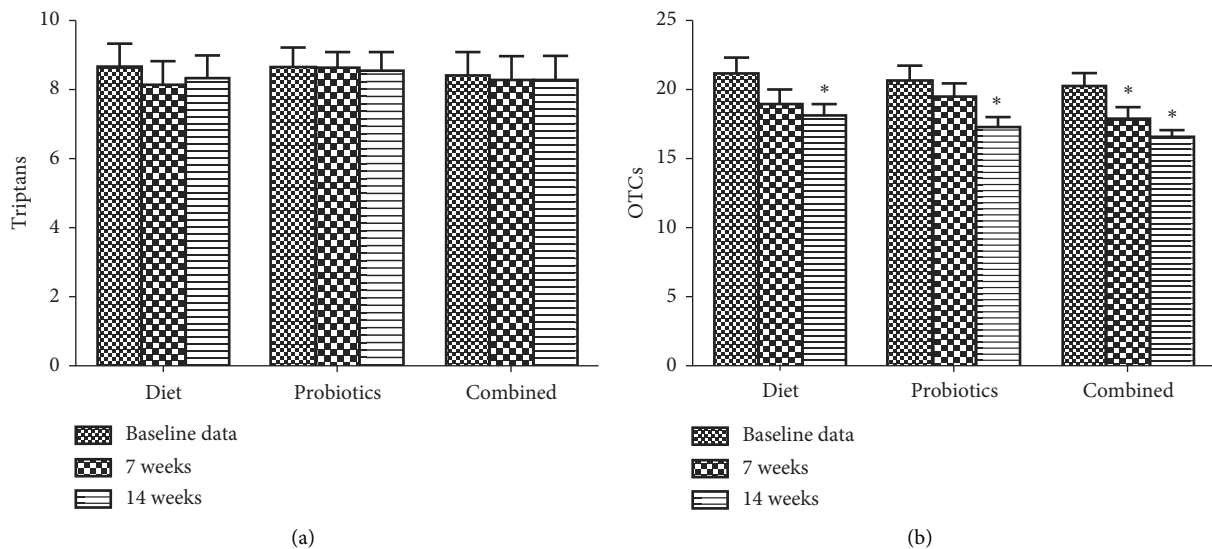 10
8
6
4
2
0
Triptans
Diet
Probiotics
Combined
Baseline data
7 weeks
14 weeks
(a)
25
20
15
10
5
0
OTCs
*
*
*
*
Diet
Probiotics
Combined
Baseline data
7 weeks
14 weeks
(b)